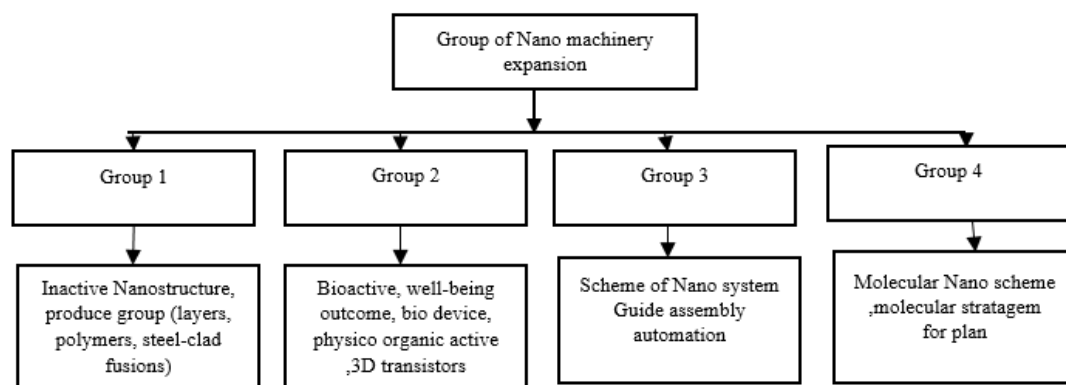 Group of Nano machinery
expansion
Group 1
Group 2
Group 3
Group 4
Inactive Nanostructure,
produce group (layers,
polymers, steel-clad
fusions)
Bioactive, well-being
outcome, bio device,
physico organic active
,3D transistors
Scheme of Nano system
Guide assembly
automation
Molecular Nano scheme
,molecular stratagem
for plan